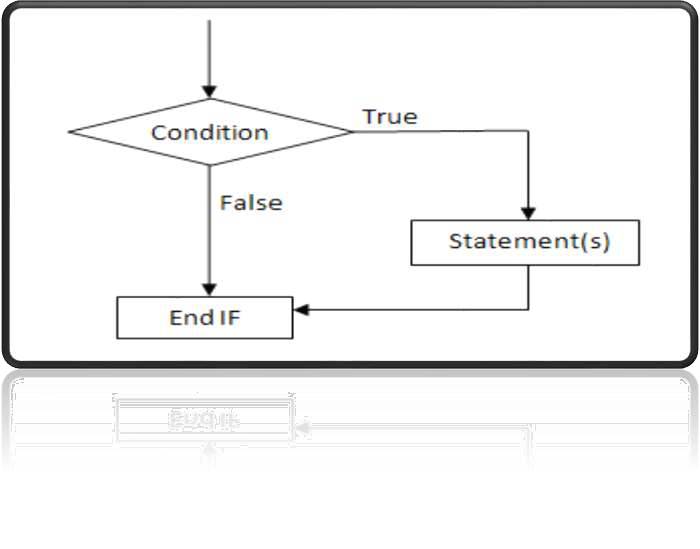 True
Condition
False
Statement(s)
End IF